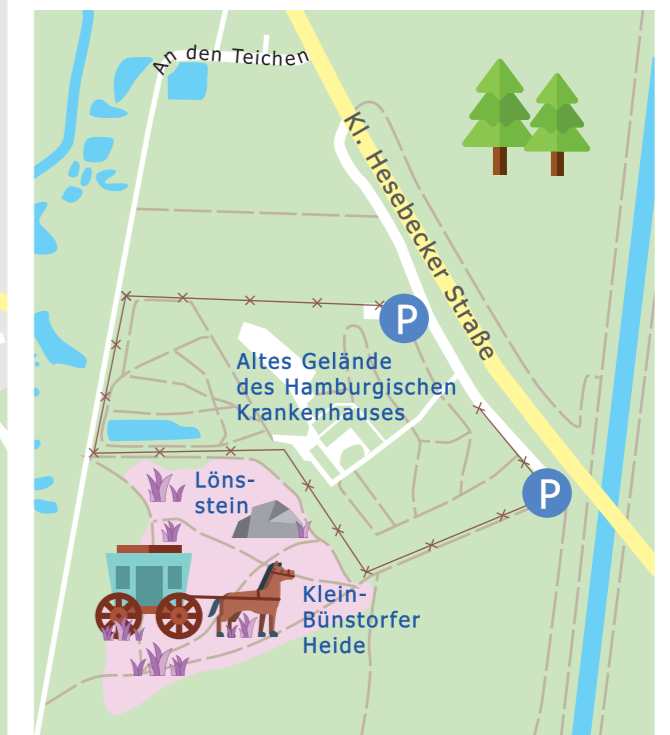 An den Teichen
Kl. Hesebecker Straße
P
Altes Gelände
des Hamburgischen
Krankenhauses
P
Löns-
stein
Klein-
Bünstorfer
Heide